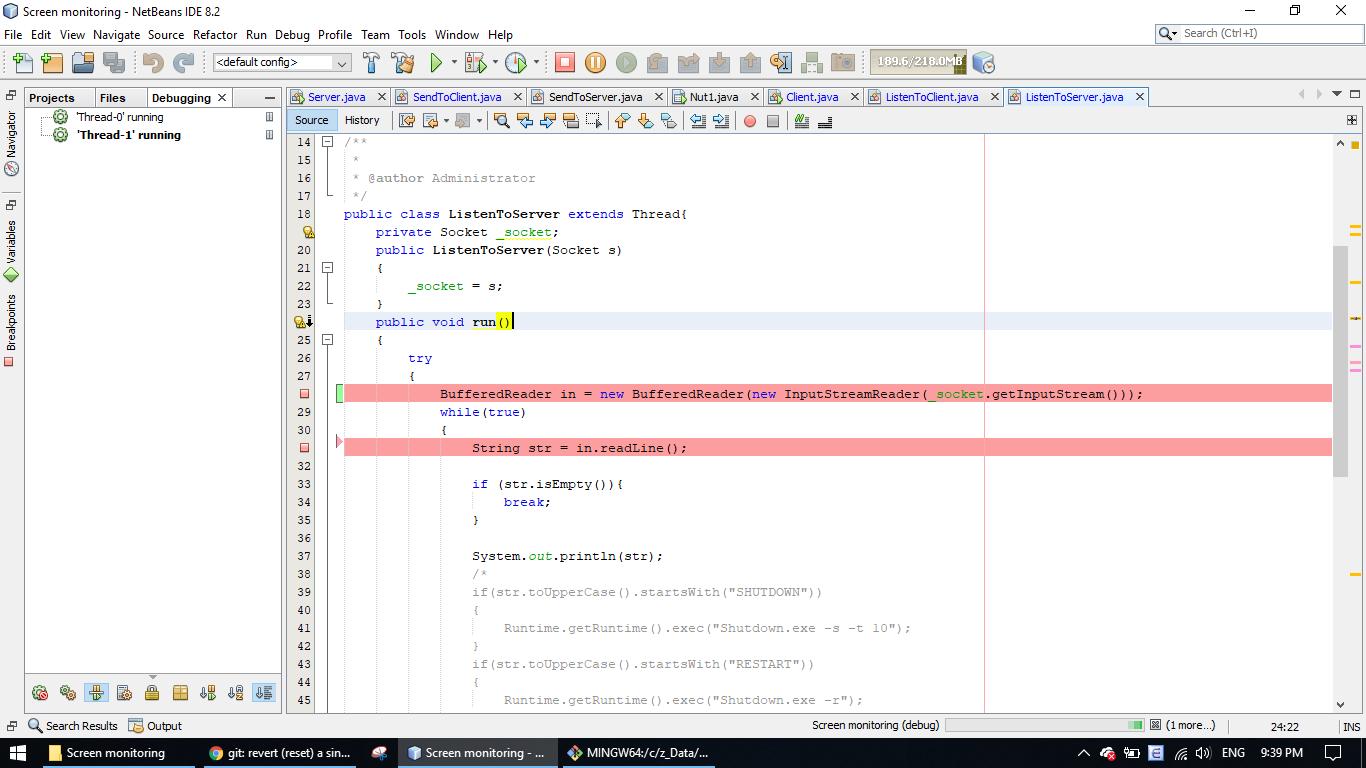 Screen monitoring - NetBeans IDE 8.2
File Edit View Navigate Source Refactor Run Debug Profile Team Tools Window Help
Search (Ctrl+I)
<default config>
189.6/218.0MB
Projects Files Debugging
Server.java SendToClient.java SendToServer.java Nut1.java Client.java ListenToClient.java ListenToServer.java
'Thread-0' running
'Thread-1' running
Navigator
Variables
Breakpoints
Source History
14 /**
15 *
16 * @author Administrator
17 */
18 public class ListenToServer extends Thread{
private Socket _socket;
20 public ListenToServer(Socket s)
21 {
22 _socket = s;
23 }
public void run()
25 {
26 try
27 {
BufferedReader in = new BufferedReader(new InputStreamReader(_socket.getInputStream()));
29 while(true)
30 {
String str = in.readLine();
32
33 if (str.isEmpty()){
34 break;
35 }
36
37 System.out.println(str);
38 /*
39 if(str.toUpperCase().startsWith("SHUTDOWN"))
40 {
41 Runtime.getRuntime().exec("Shutdown.exe -s -t 10");
42 }
43 if(str.toUpperCase().startsWith("RESTART"))
44 {
45 Runtime.getRuntime().exec("Shutdown.exe -r");
Search Results Output
Screen monitoring (debug) (1 more...) 24:22 INS
Screen monitoring git: revert (reset) a sin... Screen monitoring - ... MINGW64:/c/z_Data/... ENG 9:39 PM